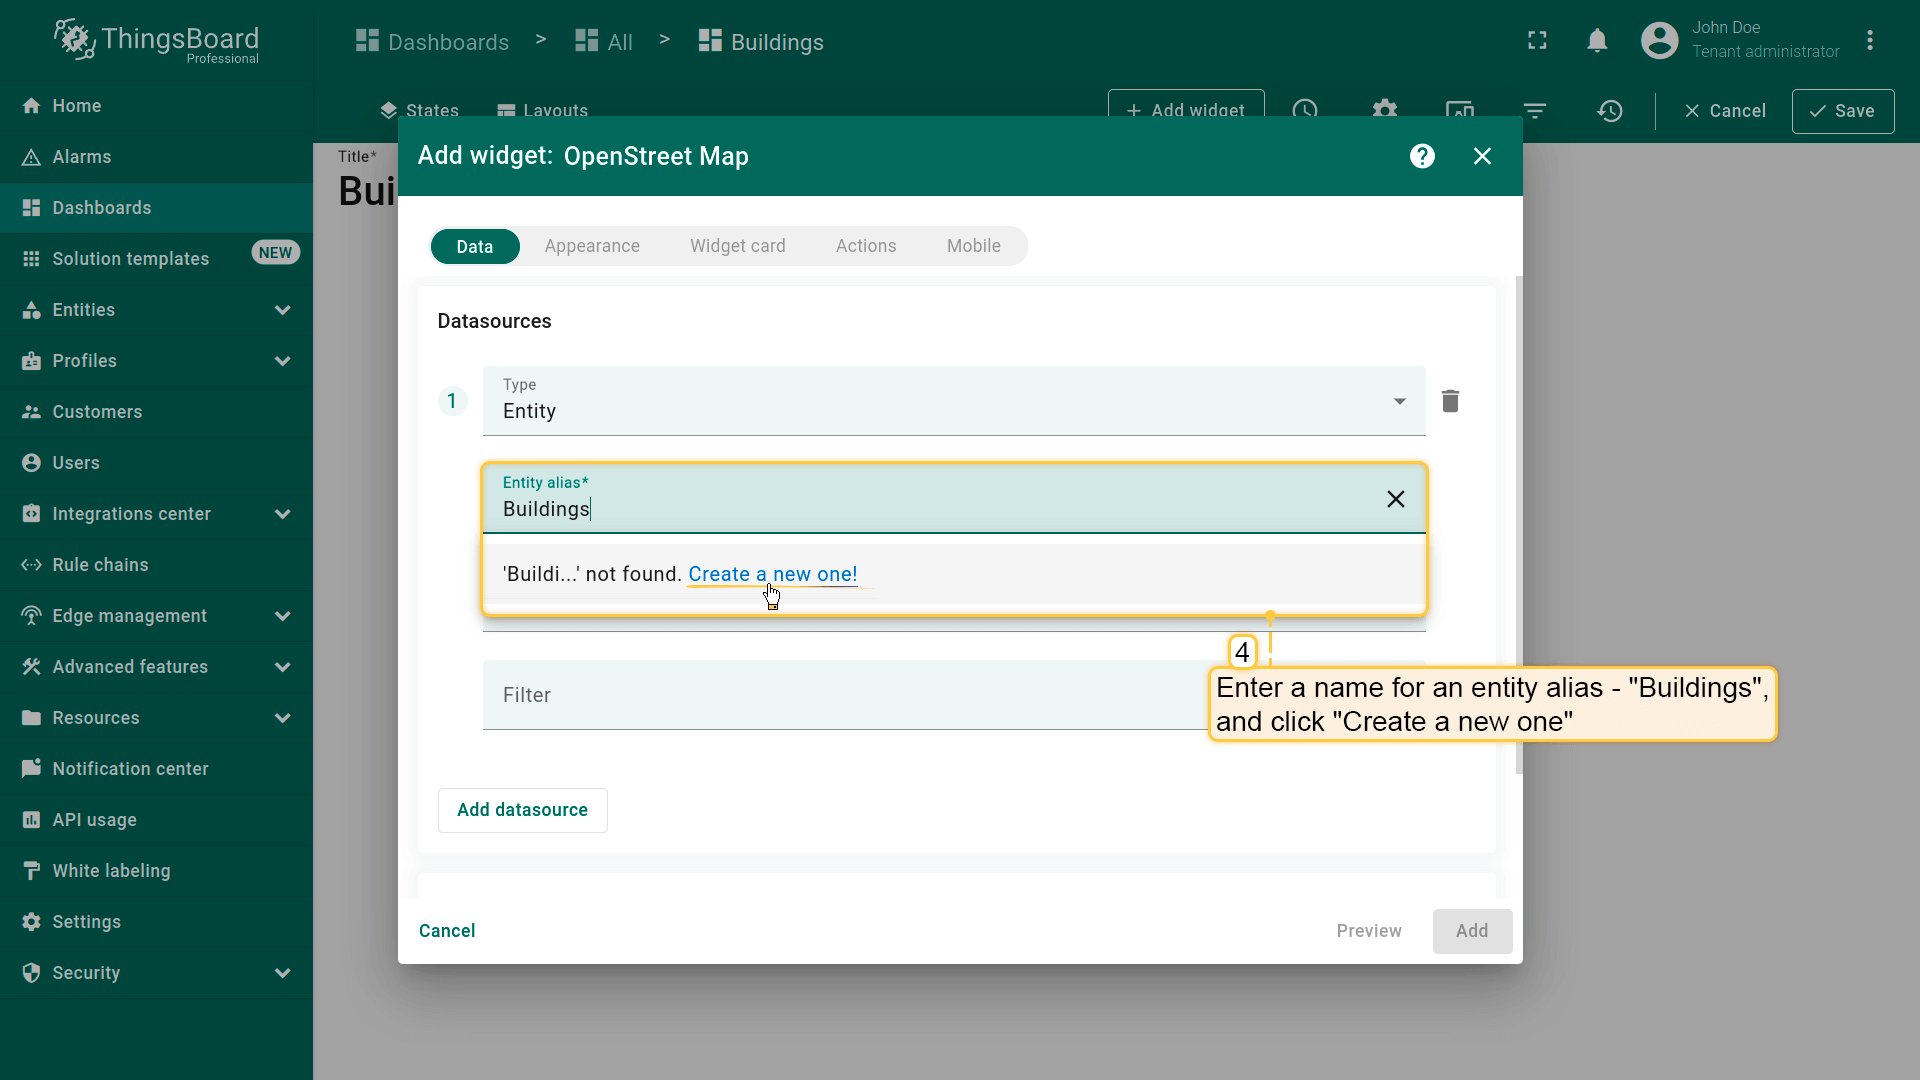 ThingsBoard
Professional
Dashboards > All > Buildings
John Doe
Tenant administrator
Home
Alarms
Dashboards
Solution templates NEW
Entities
Profiles
Customers
Users
Integrations center
Rule chains
Edge management
Advanced features
Resources
Notification center
API usage
White labeling
Settings
Security
States Layouts
+ Add widget
Cancel Save
Title*
Bui
Add widget: OpenStreet Map
Data Appearance Widget card Actions Mobile
Datasources
1
Type
Entity
Entity alias*
Buildings
'Buildi...' not found. Create a new one!
4
Enter a name for an entity alias - "Buildings",
and click "Create a new one"
Filter
Add datasource
Cancel Preview Add